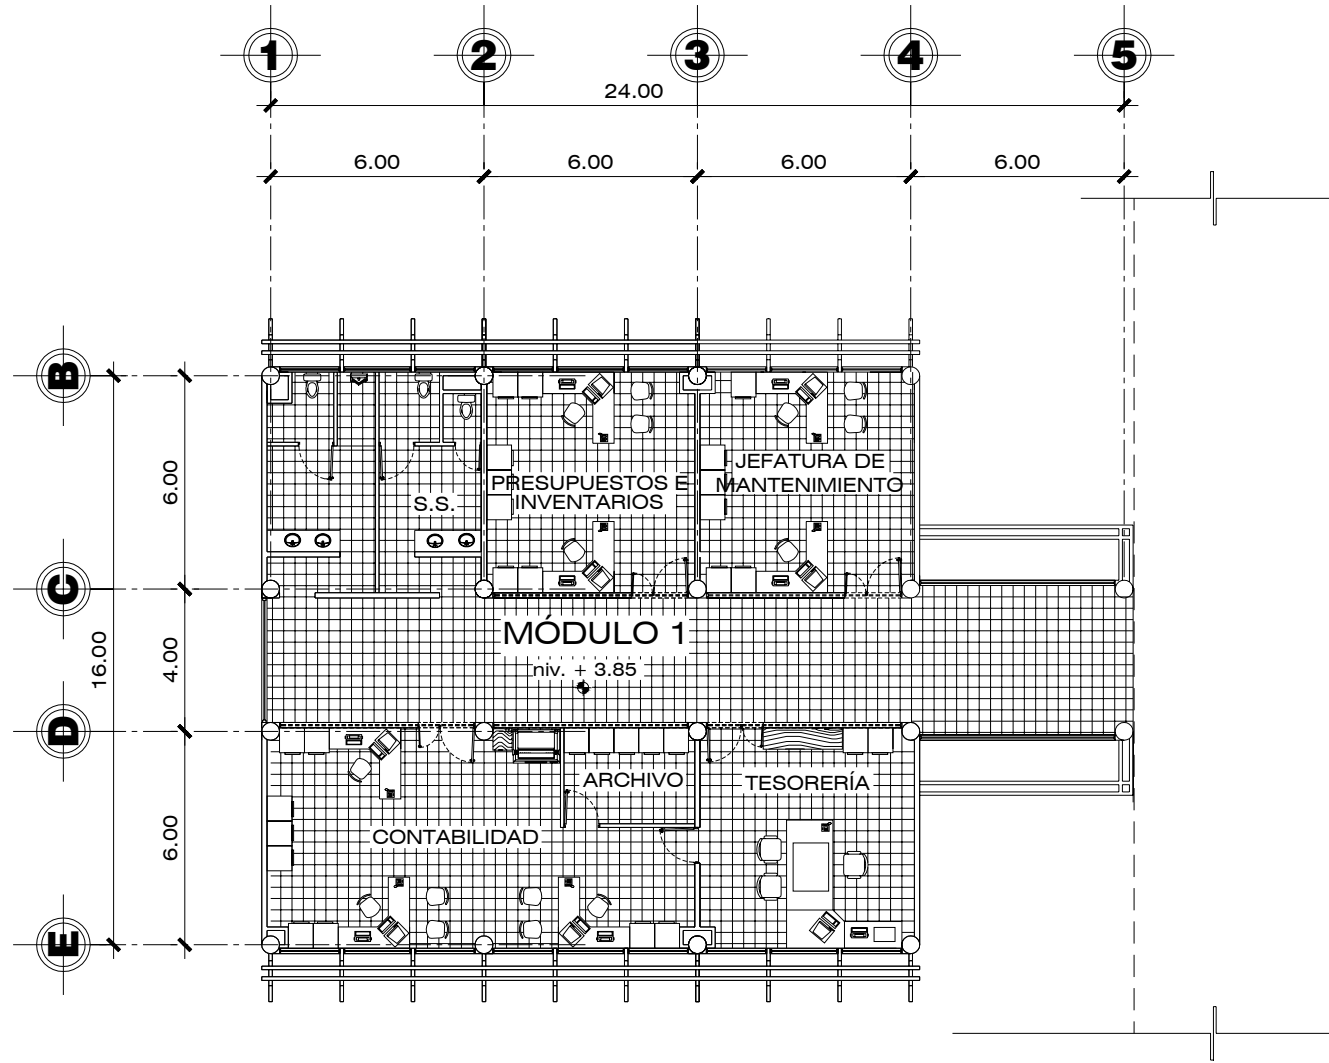 1 2 3 4 5
24.00
6.00 6.00 6.00 6.00
B
C
D
E
6.00
4.00
6.00
16.00
S.S.
PRESUPUESTOS E
INVENTARIOS
JEFATURA DE
MANTENIMIENTO
MÓDULO 1
niv. + 3.85
ARCHIVO
TESORERÍA
CONTABILIDAD